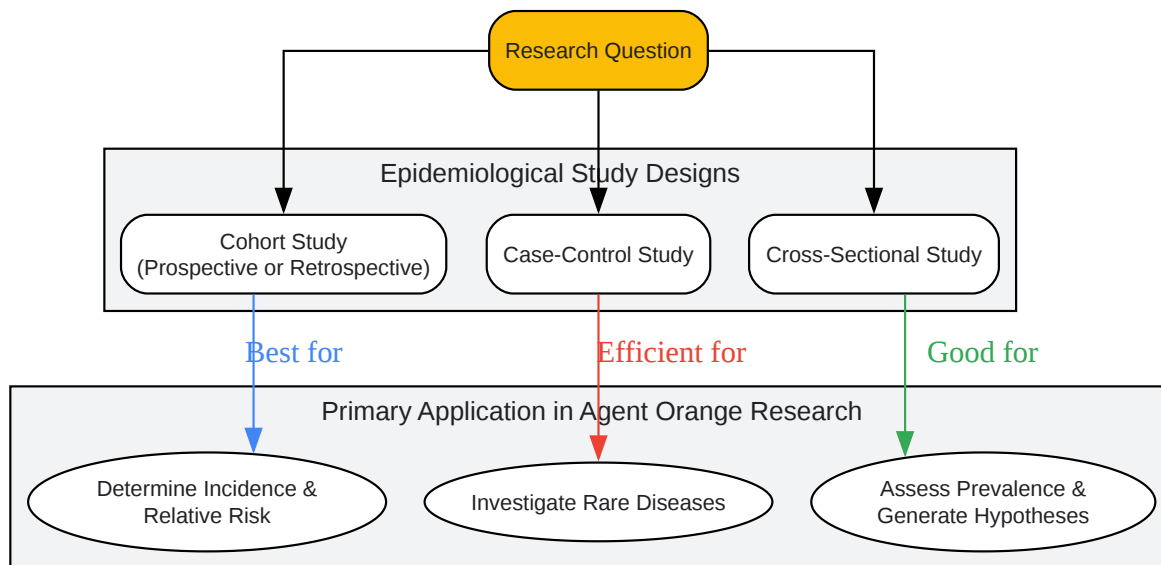 Research Question
Epidemiological Study Designs
Cohort Study
(Prospective or Retrospective)
Case-Control Study
Cross-Sectional Study
Best for
Efficient for
Good for
Primary Application in Agent Orange Research
Determine Incidence &
Relative Risk
Investigate Rare Diseases
Assess Prevalence &
Generate Hypotheses